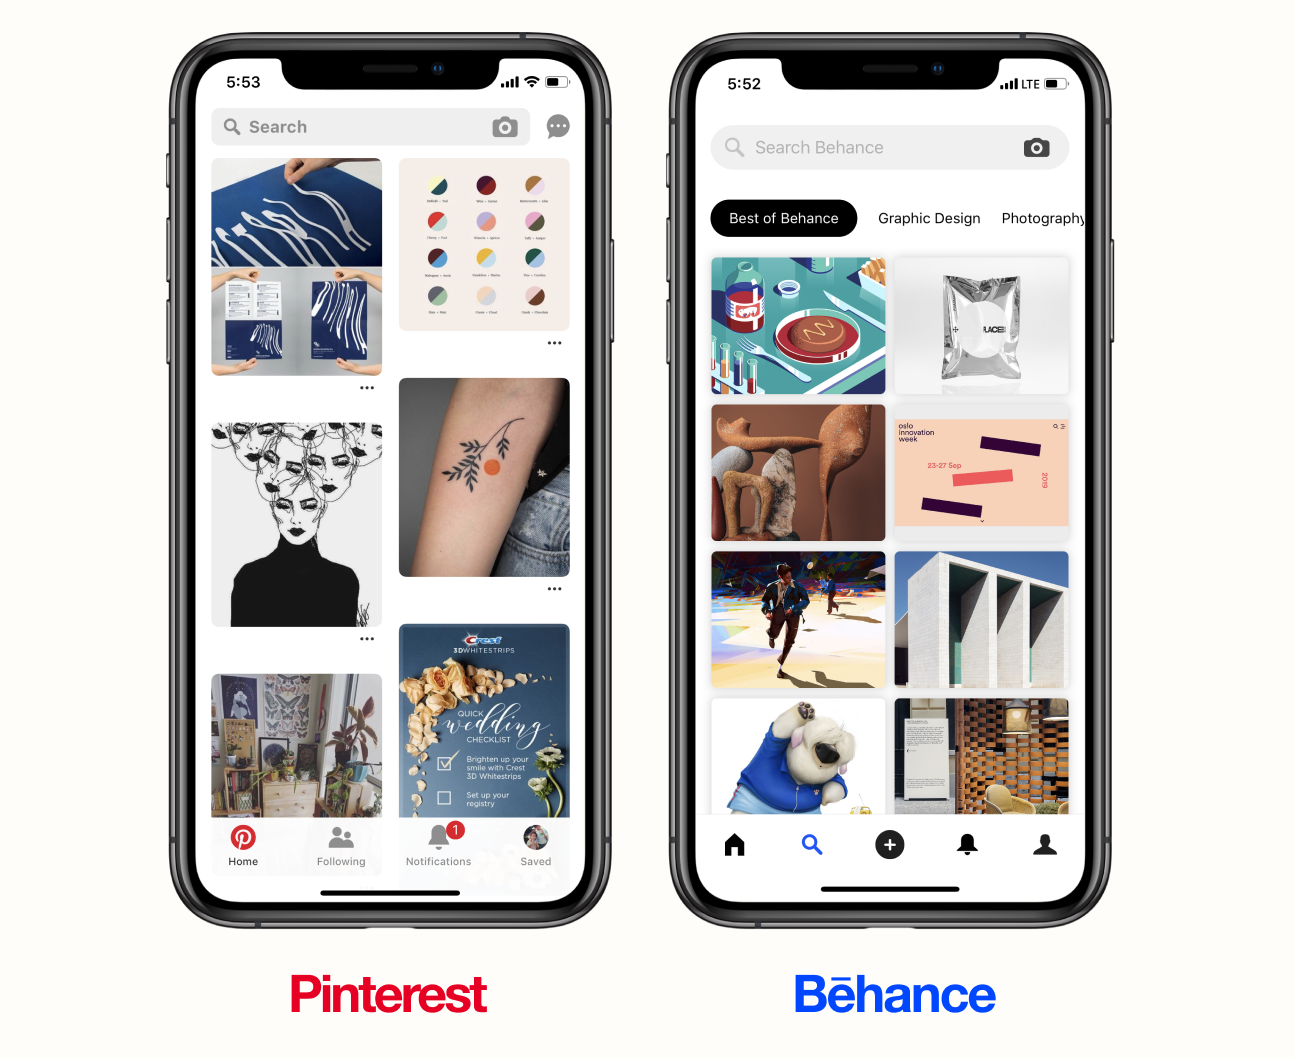 5:53
Search
Crest
3DWHITESTRIPS
QUICK
wedding
CHECKLIST
Brighten up your
smile with Crest
3D Whitestrips
Set up your
registry
1
Home
Following
Notifications
Saved
Pinterest
5:52
LTE
Search Behance
Best of Behance
Graphic Design
Photography
oslo
innovation
week
23-27 Sep
2019
Bēhance